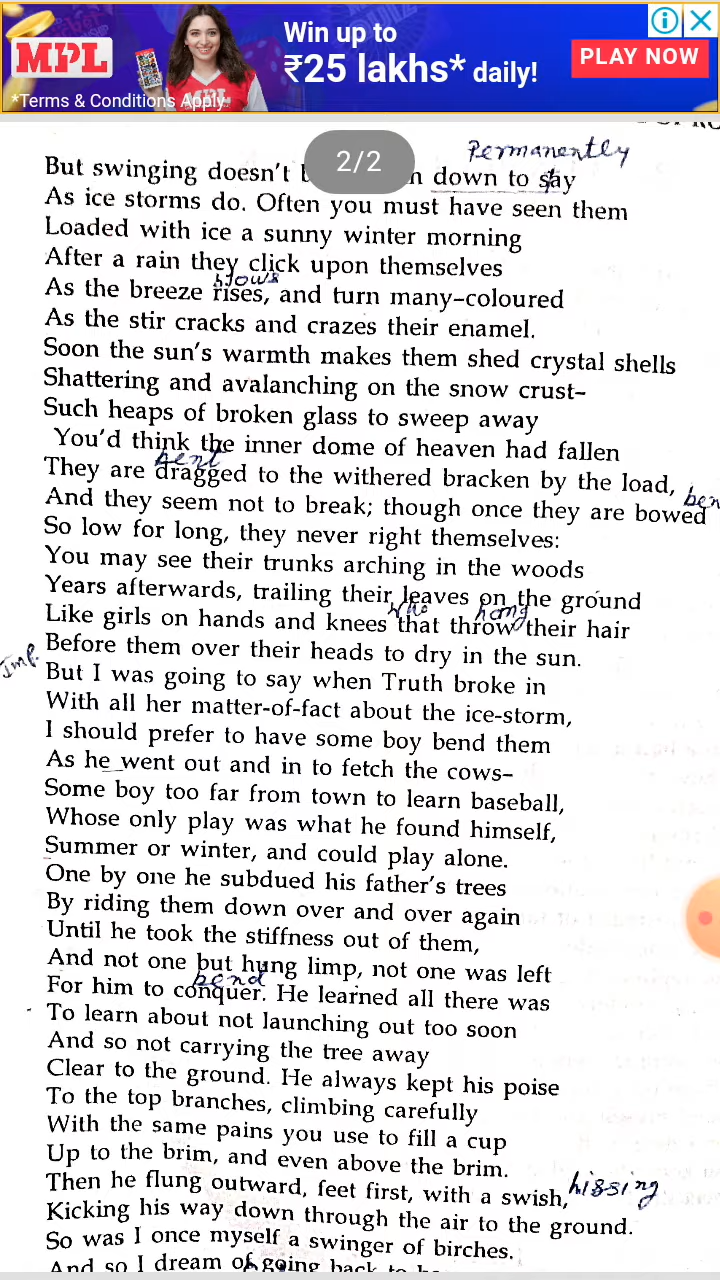 MPL
Win up to
₹25 lakhs* daily!
PLAY NOW
*Terms & Conditions Apply
MPL
2/2
Permanently
But swinging doesn't down to stay
As ice storms do. Often you must have seen them
Loaded with ice a sunny winter morning
After a rain they click upon themselves
blows
As the breeze rises, and turn many-coloured
As the stir cracks and crazes their enamel.
Soon the sun's warmth makes them shed crystal shells
Shattering and avalanching on the snow crust–
Such heaps of broken glass to sweep away
You'd think the inner dome of heaven had fallen
bent
They are dragged to the withered bracken by the load,
And they seem not to break; though once they are bowed
So low for long, they never right themselves:
You may see their trunks arching in the woods
Years afterwards, trailing their leaves on the ground
who hang
Like girls on hands and knees that throw their hair
Imp. Before them over their heads to dry in the sun.
But I was going to say when Truth broke in
With all her matter-of-fact about the ice-storm,
I should prefer to have some boy bend them
As he went out and in to fetch the cows–
Some boy too far from town to learn baseball,
Whose only play was what he found himself,
Summer or winter, and could play alone.
One by one he subdued his father's trees
By riding them down over and over again
Until he took the stiffness out of them,
And not one but hung limp, not one was left
bend
For him to conquer. He learned all there was
To learn about not launching out too soon
And so not carrying the tree away
Clear to the ground. He always kept his poise
To the top branches, climbing carefully
With the same pains you use to fill a cup
Up to the brim, and even above the brim.
Then he flung outward, feet first, with a swish, hissing
Kicking his way down through the air to the ground.
So was I once myself a swinger of birches.
And so I dream of going back to